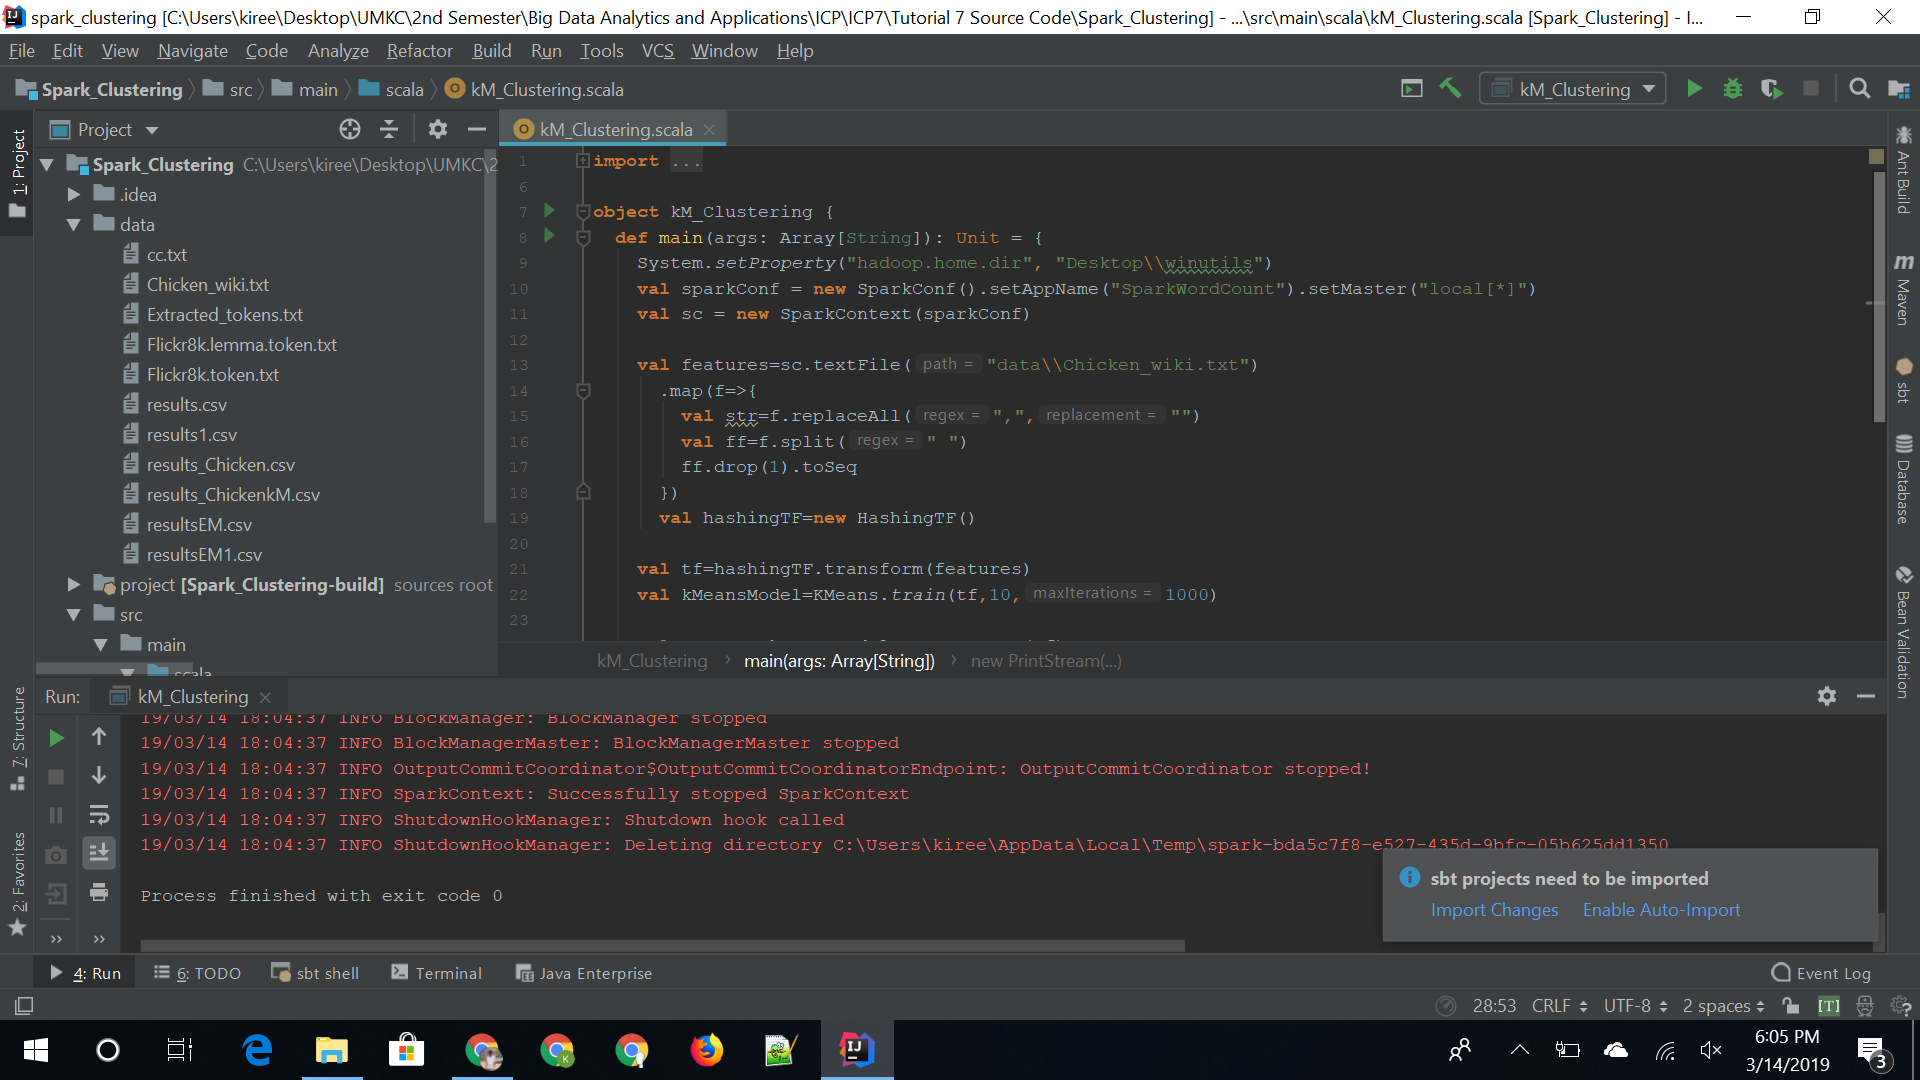 spark_clustering [C:\Users\kiree\Desktop\UMKC\2nd Semester\Big Data Analytics and Applications\ICP\ICP7\Tutorial 7 Source Code\Spark_Clustering] - ...\src\main\scala\kM_Clustering.scala [Spark_Clustering] - I...
File Edit View Navigate Code Analyze Refactor Build Run Tools VCS Window Help
Spark_Clustering src main scala kM_Clustering.scala
kM_Clustering
1: Project
7: Structure
2: Favorites
Project
Spark_Clustering C:\Users\kiree\Desktop\UMKC\2
.idea
data
cc.txt
Chicken_wiki.txt
Extracted_tokens.txt
Flickr8k.lemma.token.txt
Flickr8k.token.txt
results.csv
results1.csv
results_Chicken.csv
results_ChickenkM.csv
resultsEM.csv
resultsEM1.csv
project [Spark_Clustering-build] sources root
src
main
scala
kM_Clustering.scala
1 import ...
6
7 object kM_Clustering {
8 def main(args: Array[String]): Unit = {
9 System.setProperty("hadoop.home.dir", "Desktop\\winutils")
10 val sparkConf = new SparkConf().setAppName("SparkWordCount").setMaster("local[*]")
11 val sc = new SparkContext(sparkConf)
12
13 val features=sc.textFile( path = "data\\Chicken_wiki.txt")
14 .map(f=>{
15 val str=f.replaceAll( regex = ",", replacement = "")
16 val ff=f.split( regex = " ")
17 ff.drop(1).toSeq
18 })
19 val hashingTF=new HashingTF()
20
21 val tf=hashingTF.transform(features)
22 val kMeansModel=KMeans.train(tf,10, maxIterations = 1000)
23
kM_Clustering > main(args: Array[String]) > new PrintStream(...)
Ant Build
Maven
sbt
Database
Bean Validation
Run: kM_Clustering
19/03/14 18:04:37 INFO BlockManager: BlockManager stopped
19/03/14 18:04:37 INFO BlockManagerMaster: BlockManagerMaster stopped
19/03/14 18:04:37 INFO OutputCommitCoordinator$OutputCommitCoordinatorEndpoint: OutputCommitCoordinator stopped!
19/03/14 18:04:37 INFO SparkContext: Successfully stopped SparkContext
19/03/14 18:04:37 INFO ShutdownHookManager: Shutdown hook called
19/03/14 18:04:37 INFO ShutdownHookManager: Deleting directory C:\Users\kiree\AppData\Local\Temp\spark-bda5c7f8-e527-435d-9bfc-05b625dd1350
Process finished with exit code 0
sbt projects need to be imported
Import Changes Enable Auto-Import
4: Run 6: TODO sbt shell Terminal Java Enterprise Event Log
28:53 CRLF UTF-8 2 spaces [T]
6:05 PM
3/14/2019
3